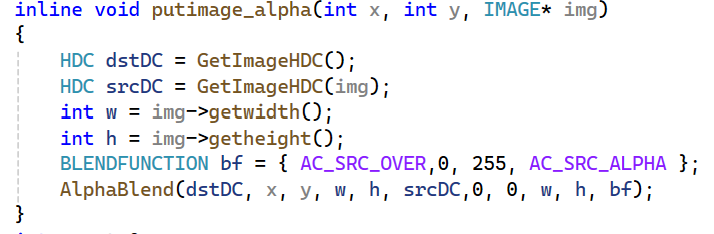 inline void putimage_alpha(int x, int y, IMAGE* img)
{
    HDC dstDC = GetImageHDC();
    HDC srcDC = GetImageHDC(img);
    int w = img->getwidth();
    int h = img->getheight();
    BLENDFUNCTION bf = { AC_SRC_OVER,0, 255, AC_SRC_ALPHA };
    AlphaBlend(dstDC, x, y, w, h, srcDC,0, 0, w, h, bf);
}